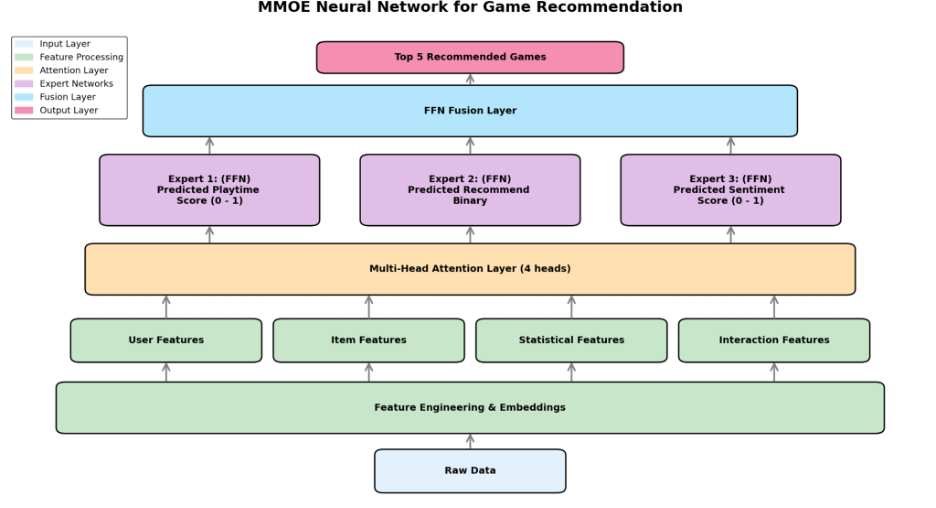 MMOE Neural Network for Game Recommendation
Input Layer
Feature Processing
Attention Layer
Expert Networks
Fusion Layer
Output Layer
Top 5 Recommended Games
FFN Fusion Layer
Expert 1: (FFN)
Predicted Playtime
Score (0 - 1)
Expert 2: (FFN)
Predicted Recommend
Binary
Expert 3: (FFN)
Predicted Sentiment
Score (0 - 1)
Multi-Head Attention Layer (4 heads)
User Features
Item Features
Statistical Features
Interaction Features
Feature Engineering & Embeddings
Raw Data